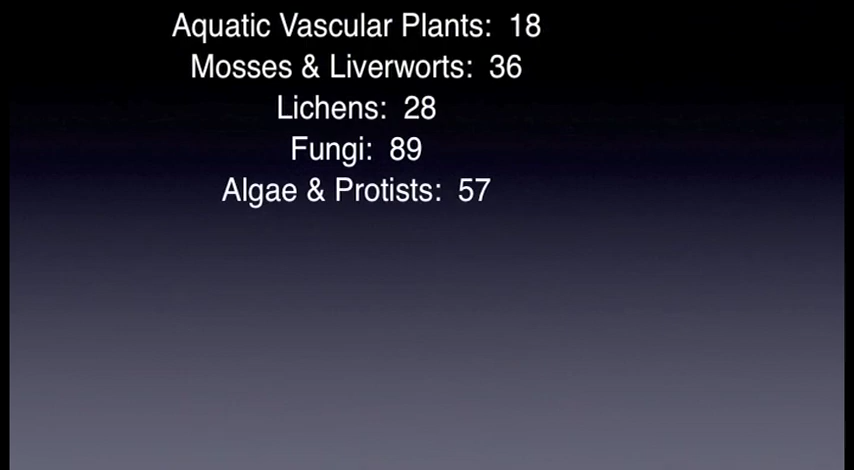 Aquatic Vascular Plants: 18
Mosses & Liverworts: 36
Lichens: 28
Fungi: 89
Algae & Protists: 57